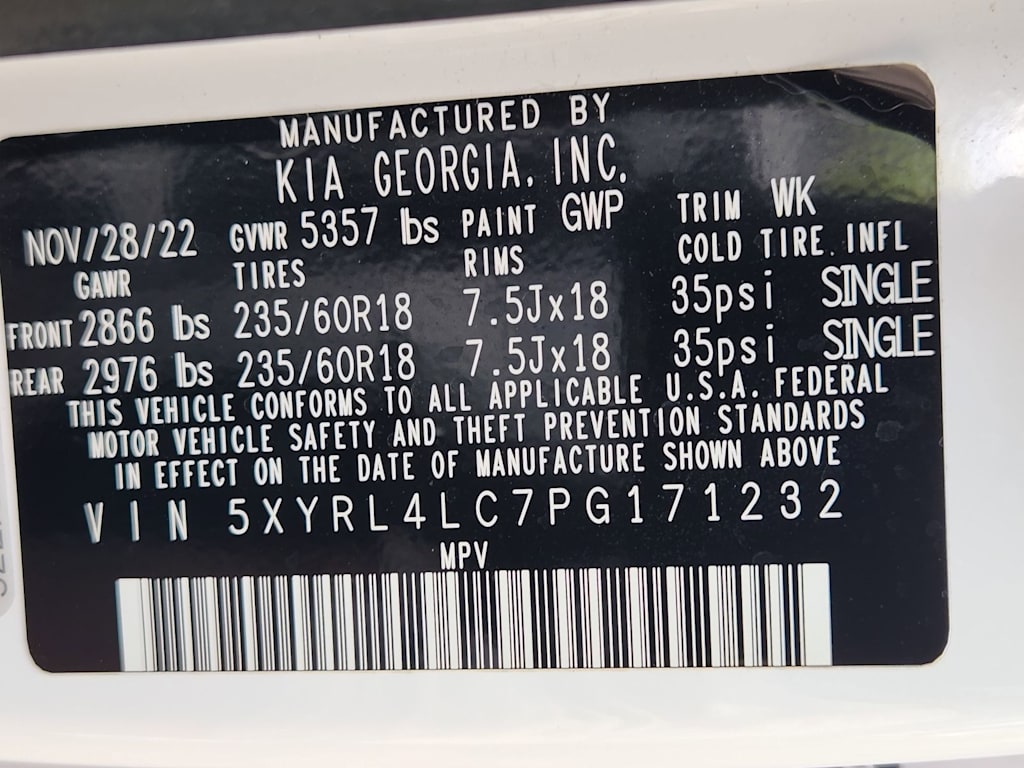 MANUFACTURED BY
KIA GEORGIA, INC.
NOV/28/22 GVWR 5357 lbs PAINT GWP TRIM WK
GAWR TIRES RIMS COLD TIRE INFL
FRONT 2866 lbs 235/60R18 7.5Jx18 35psi SINGLE
REAR 2976 lbs 235/60R18 7.5Jx18 35psi SINGLE
THIS VEHICLE CONFORMS TO ALL APPLICABLE U.S.A. FEDERAL
MOTOR VEHICLE SAFETY AND THEFT PREVENTION STANDARDS
IN EFFECT ON THE DATE OF MANUFACTURE SHOWN ABOVE
VIN 5XYRL4LC7PG171232
MPV